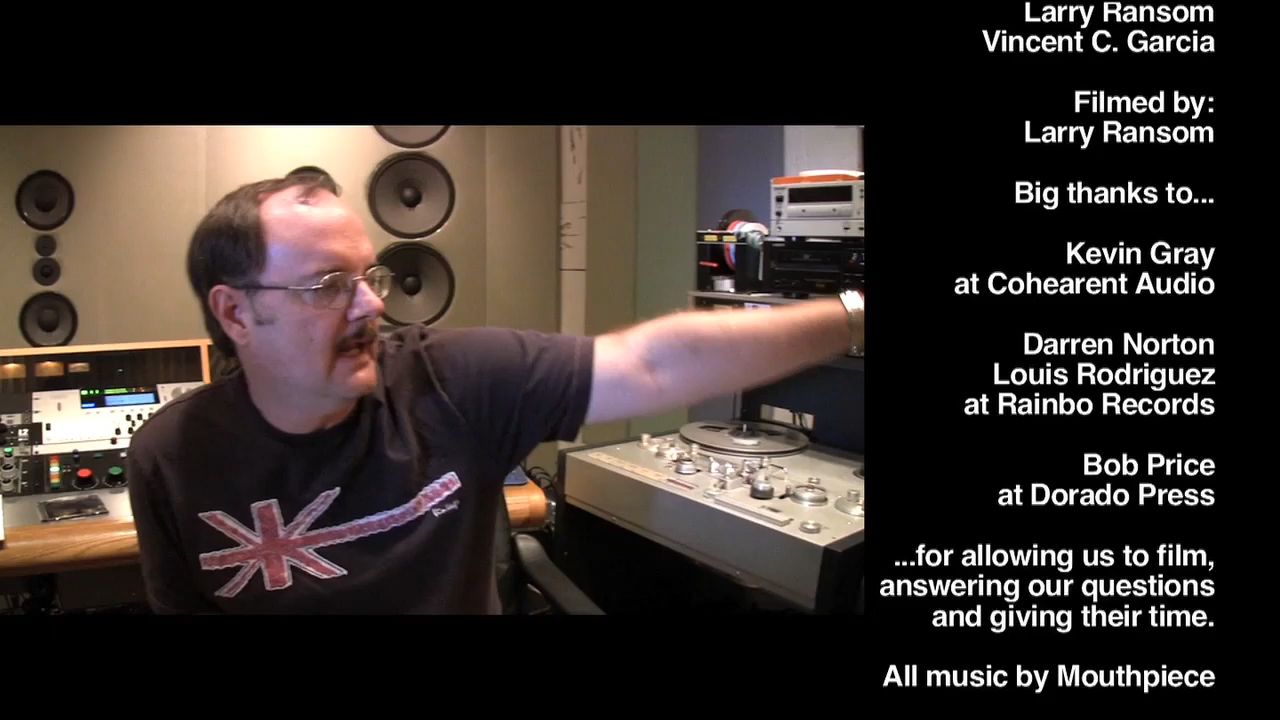 Larry Ransom
Vincent C. Garcia
Filmed by:
Larry Ransom
Big thanks to...
Kevin Gray
at Cohearent Audio
Darren Norton
Louis Rodriguez
at Rainbo Records
Bob Price
at Dorado Press
...for allowing us to film,
answering our questions
and giving their time.
All music by Mouthpiece